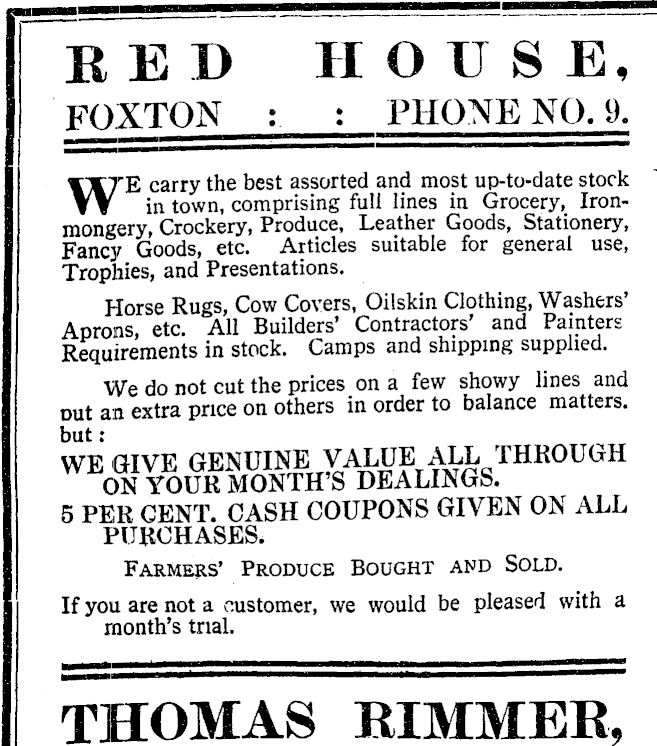 RED HOUSE,
FOXTON : : PHONE NO. 9.
WE carry the best assorted and most up-to-date stock
in town, comprising full lines in Grocery, Iron-
mongery, Crockery, Produce, Leather Goods, Stationery,
Fancy Goods, etc. Articles suitable for general use,
Trophies, and Presentations.
Horse Rugs, Cow Covers, Oilskin Clothing, Washers'
Aprons, etc. All Builders' Contractors' and Painters
Requirements in stock. Camps and shipping supplied.
We do not cut the prices on a few showy lines and
put an extra price on others in order to balance matters.
but :
WE GIVE GENUINE VALUE ALL THROUGH
ON YOUR MONTH'S DEALINGS.
5 PER CENT. CASH COUPONS GIVEN ON ALL
PURCHASES.
FARMERS' PRODUCE BOUGHT AND SOLD.
If you are not a customer, we would be pleased with a
month's trial.
THOMAS RIMMER,